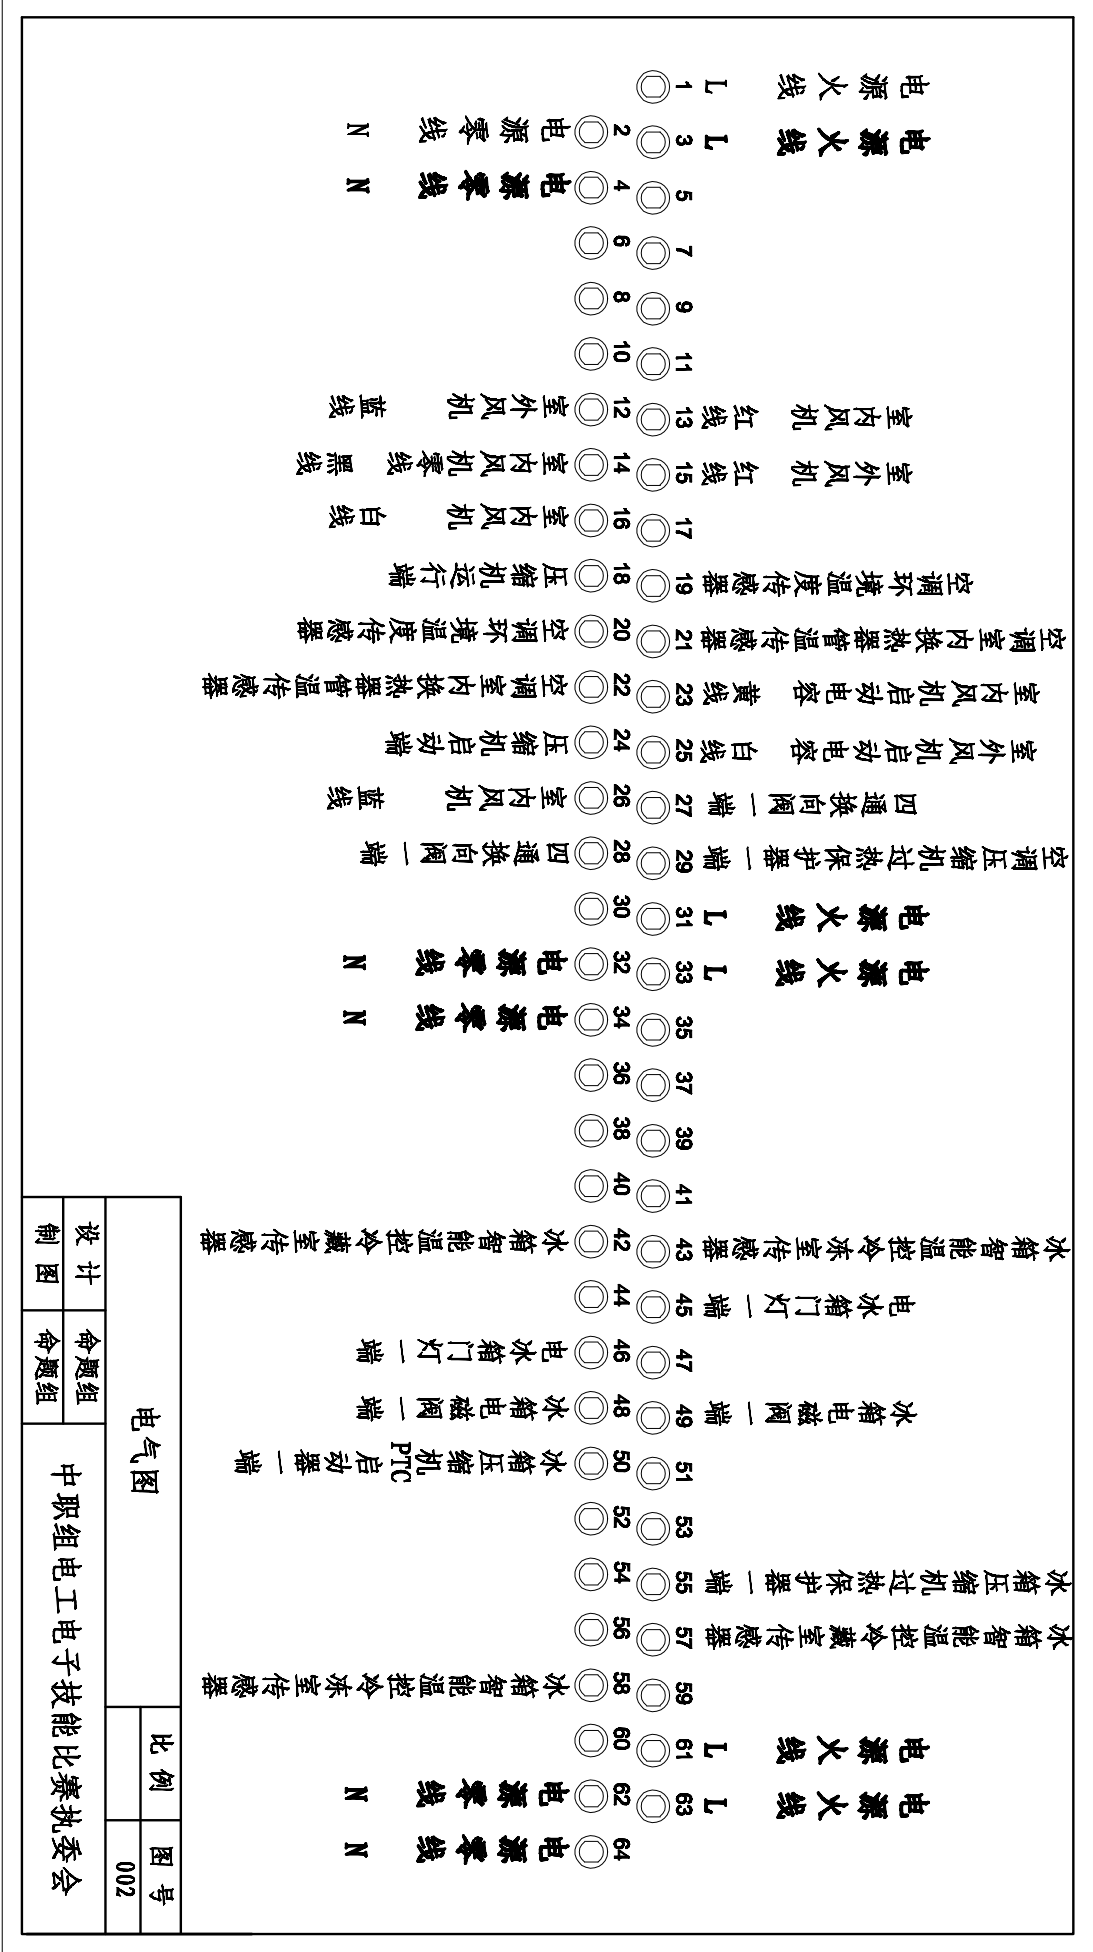 电源火线 L 1
2 电源零线 N
电源火线 L 3
4 电源零线 N
5
6
7
8
9
10
11
12 室外风机 蓝线
室内风机 红线 13
14 室内风机零线 黑线
室外风机 红线 15
16 室内风机 白线
17
18 压缩机运行端
空调环境温度传感器 19
20 空调环境温度传感器
空调室内换热器管温传感器 21
22 空调室内换热器管温传感器
室内风机启动电容 黄线 23
24 压缩机启动端
室外风机启动电容 白线 25
26 室内风机 蓝线
四通换向阀一端 27
28 四通换向阀一端
空调压缩机过热保护器一端 29
30
电源火线 L 31
32 电源零线 N
电源火线 L 33
34 电源零线 N
35
36
37
38
39
40
41
42 冰箱智能温控冷藏室传感器
冰箱智能温控冷冻室传感器 43
44
电冰箱门灯一端 45
46 电冰箱门灯一端
47
48 冰箱电磁阀一端
冰箱电磁阀一端 49
50 冰箱压缩机PTC启动器一端
51
52
53
54
冰箱压缩机过热保护器一端 55
56
冰箱智能温控冷藏室传感器 57
58 冰箱智能温控冷冻室传感器
59
60
电源火线 L 61
62 电源零线 N
电源火线 L 63
64 电源零线 N
电气图
比例
图号
002
设计
命题组
制图
命题组
中职组电工电子技能比赛执委会